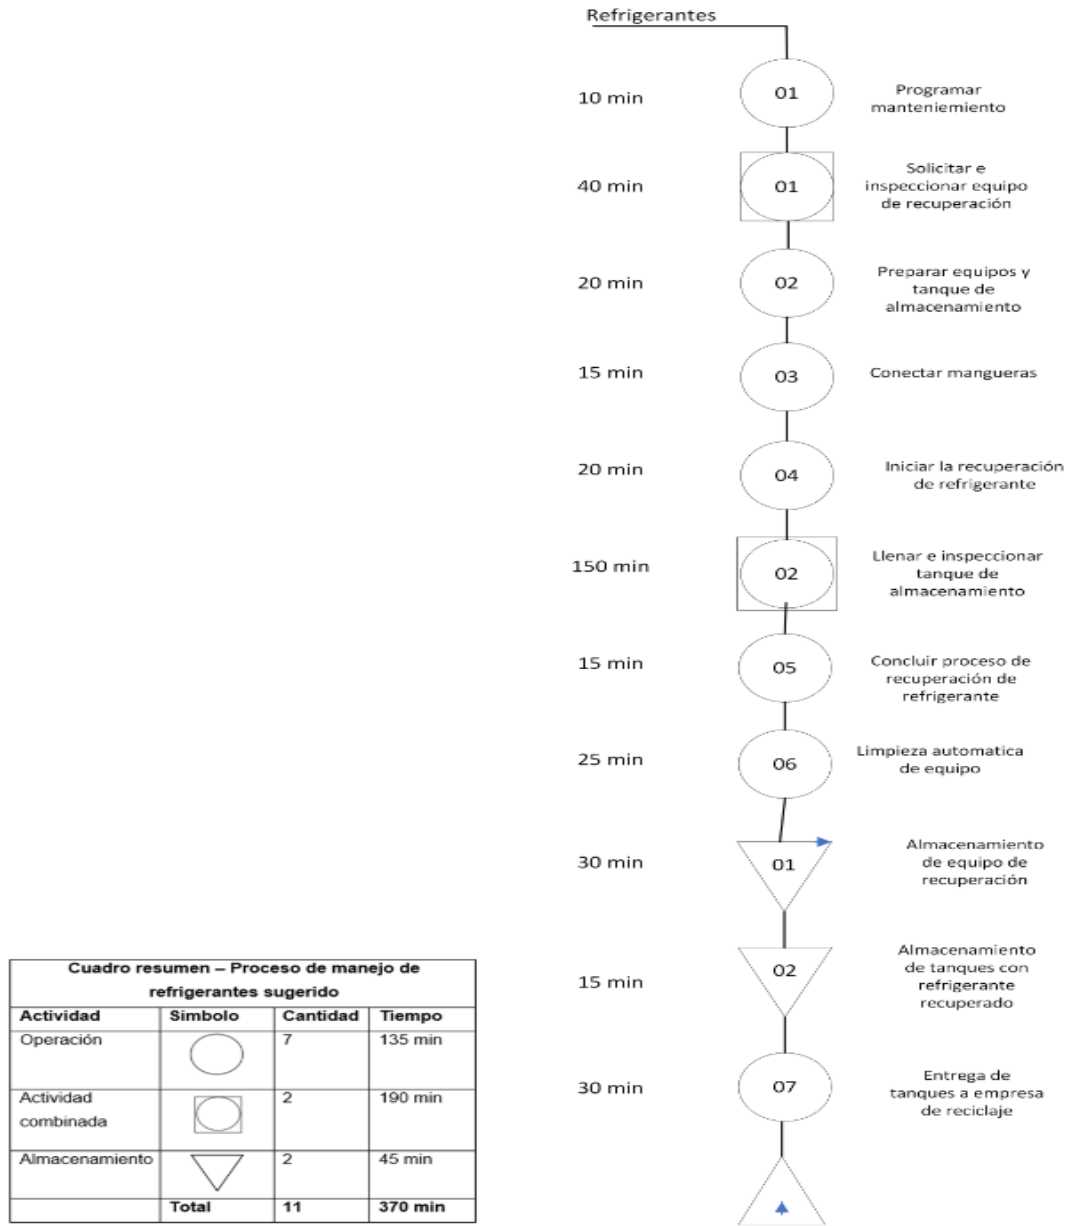 Refrigerantes
10 min
01
Programar
manteniemiento
40 min
01
Solicitar e
inspeccionar equipo
de recuperación
20 min
02
Preparar equipos y
tanque de
almacenamiento
15 min
03
Conectar mangueras
20 min
04
Iniciar la recuperación
de refrigerante
150 min
02
Llenar e inspeccionar
tanque de
almacenamiento
15 min
05
Concluir proceso de
recuperación de
refrigerante
25 min
06
Limpieza automatica
de equipo
30 min
01
Almacenamiento
de equipo de
recuperación
15 min
02
Almacenamiento
de tanques con
refrigerante
recuperado
30 min
07
Entrega de
tanques a empresa
de reciclaje
Cuadro resumen – Proceso de manejo de
refrigerantes sugerido
Actividad Simbolo Cantidad Tiempo
Operación 7 135 min
Actividad 2 190 min
combinada
Almacenamiento 2 45 min
Total 11 370 min